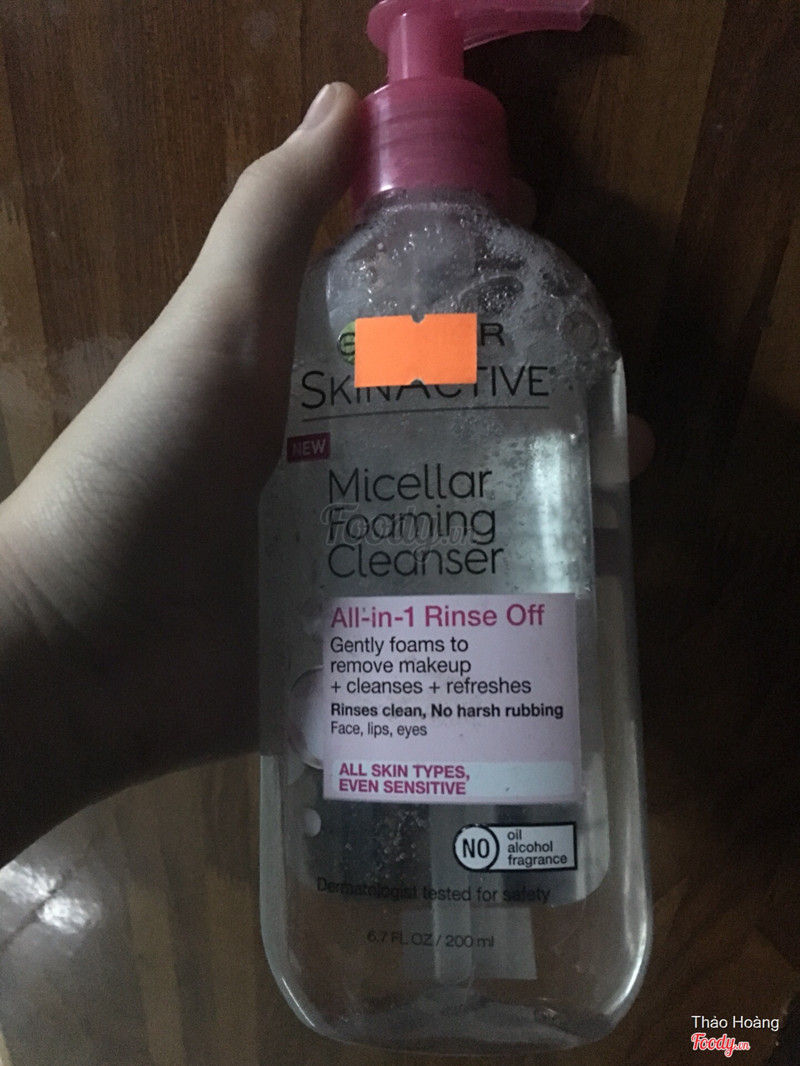 SKINACTIVE
NEW
Micellar
Foaming
Cleanser
Foody.vn
All-in-1 Rinse Off
Gently foams to
remove makeup
+ cleanses + refreshes
Rinses clean, No harsh rubbing
Face, lips, eyes
ALL SKIN TYPES,
EVEN SENSITIVE
NO
oil
alcohol
fragrance
Dermatologist tested for safety
6.7 FL OZ / 200 ml
Thảo Hoàng
Foody.vn